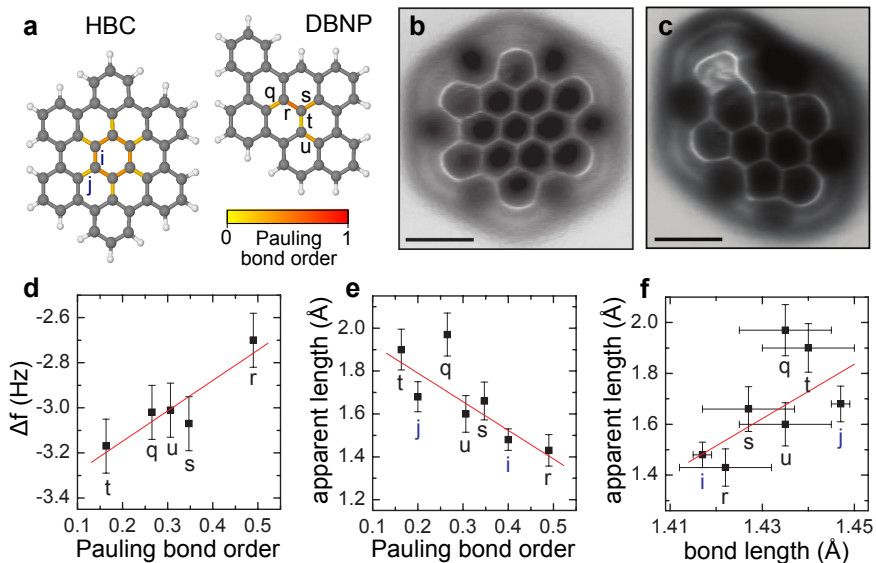 a HBC DBNP b c
q s
r
t
i
u
j
0 1
Pauling
bond order
d e f
Δf (Hz)
-2.6
-2.8
-3.0
-3.2
-3.4
r
q u s
t
0.1 0.2 0.3 0.4 0.5
Pauling bond order
apparent length (Å)
2.0
1.8
1.6
1.4
1.2
t q
j
u s
i r
0.1 0.2 0.3 0.4 0.5
Pauling bond order
apparent length (Å)
2.0
1.8
1.6
1.4
1.2
q t
s u j
i r
1.41 1.43 1.45
bond length (Å)